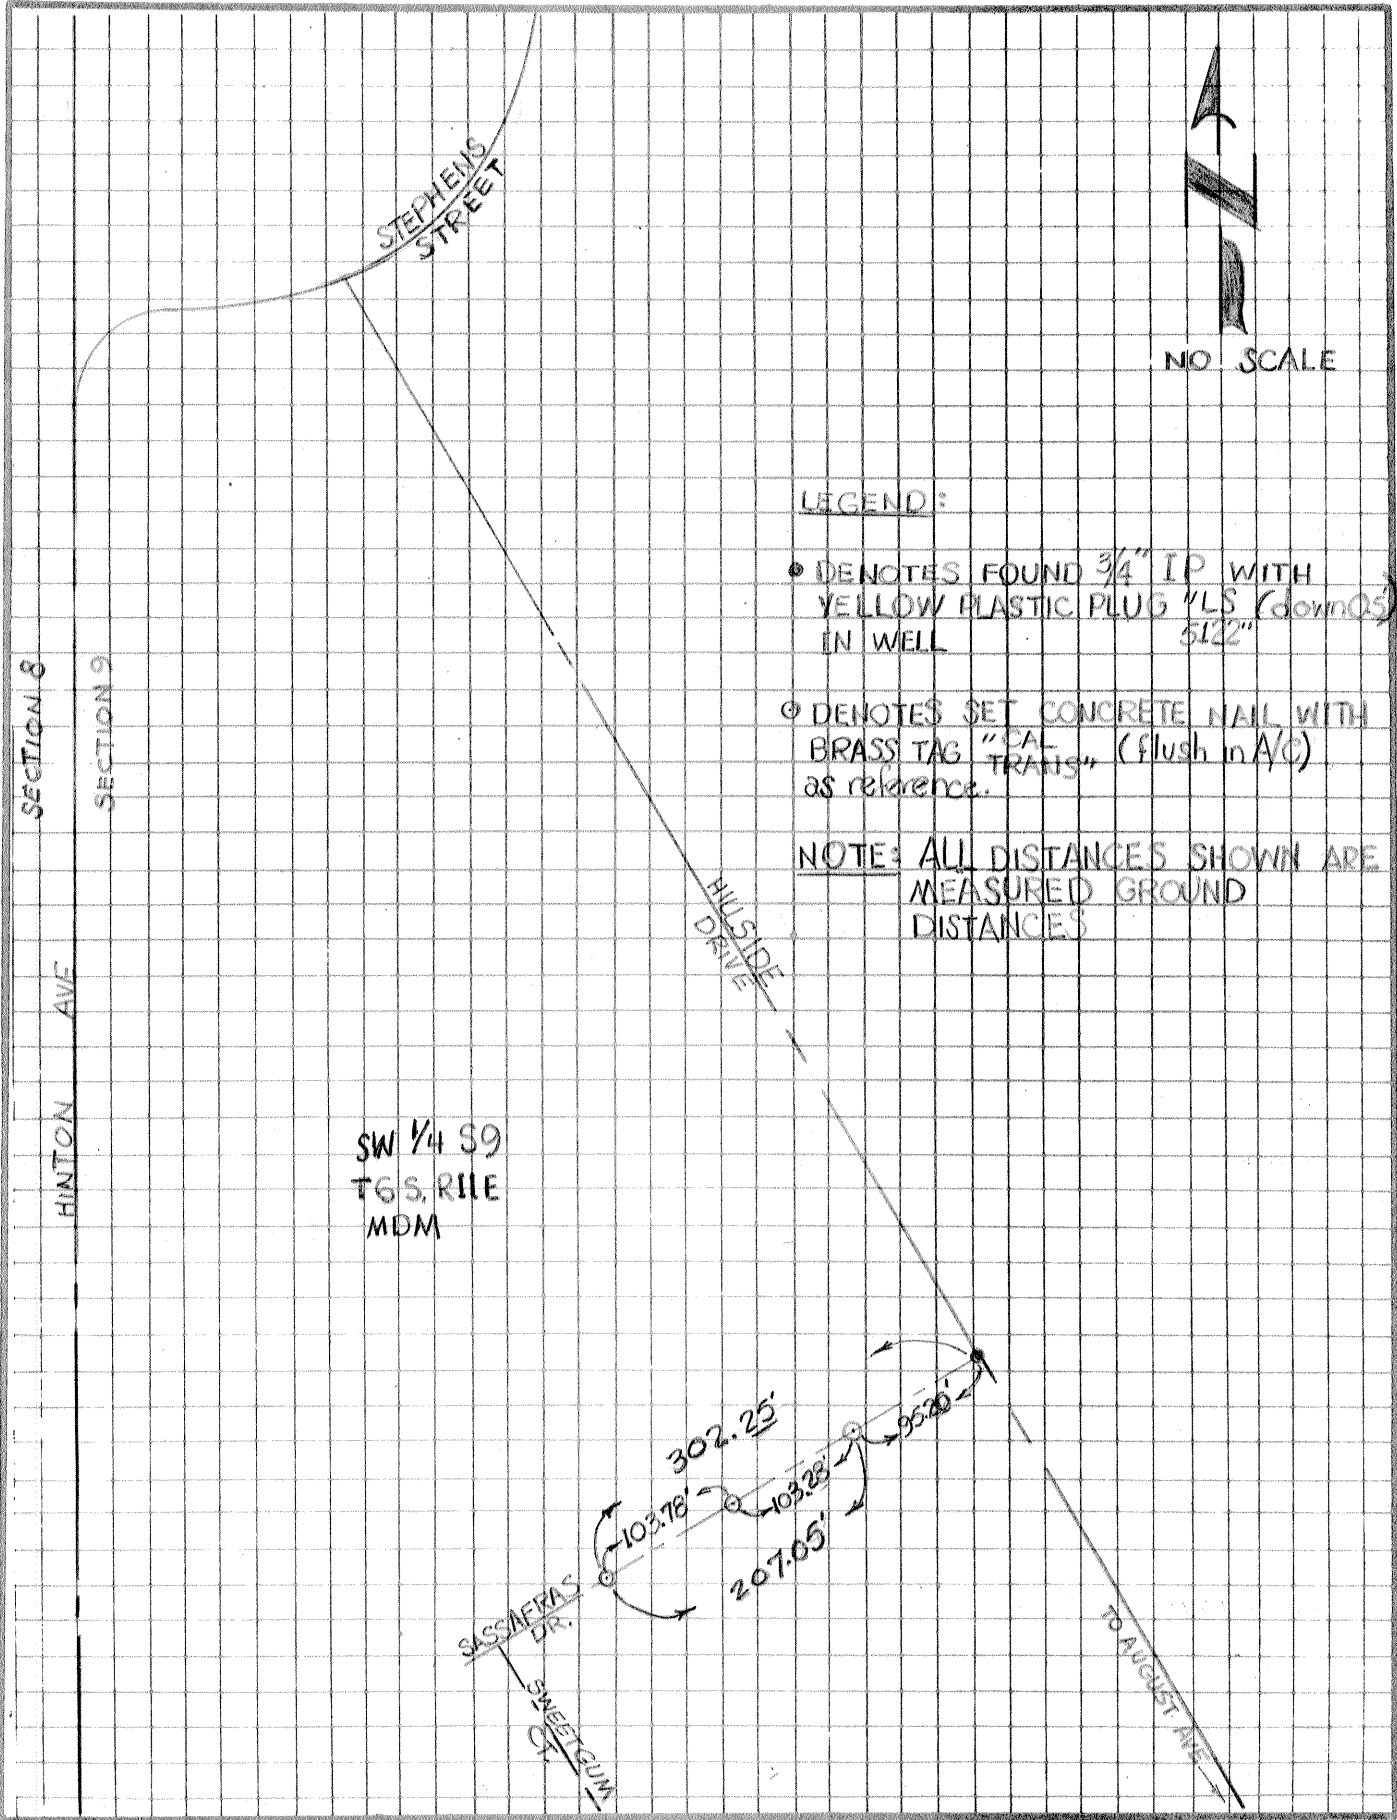 STEPHENS
STREET
NO SCALE
LEGEND:
• DENOTES FOUND 3/4" IP WITH
YELLOW PLASTIC PLUG "LS (down 0.5')
5122"
IN WELL
⊙ DENOTES SET CONCRETE NAIL WITH
BRASS TAG "CAL (flush in A/C)
TRANS"
as reference.
NOTE: ALL DISTANCES SHOWN ARE
MEASURED GROUND
DISTANCES
SECTION 8
SECTION 9
HINTON AVE
HILLSIDE
DRIVE
SW 1/4 S9
T6S, R11E
MDM
302.25'
95.20'
103.78'
103.28'
207.05'
SASSAFRAS
DR.
SWEETGUM
CT.
TO AUGUST AVE